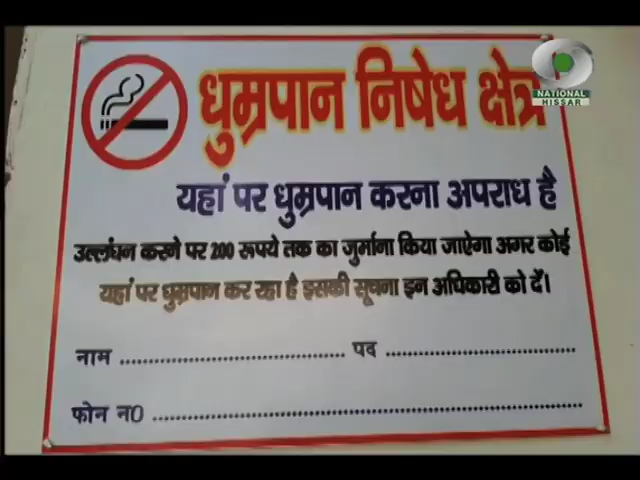 धुम्रपान निषेध क्षेत्र
NATIONAL
HISSAR
यहां पर धुम्रपान करना अपराध है
उल्लंघन करने पर 200 रूपये तक का जुर्माना किया जाऐगा अगर कोई
यहां पर धुम्रपान कर रहा है इसकी सूचना इन अधिकारी को दें।
नाम ........................................ पद ..................................
फोन न0 ........................................................................